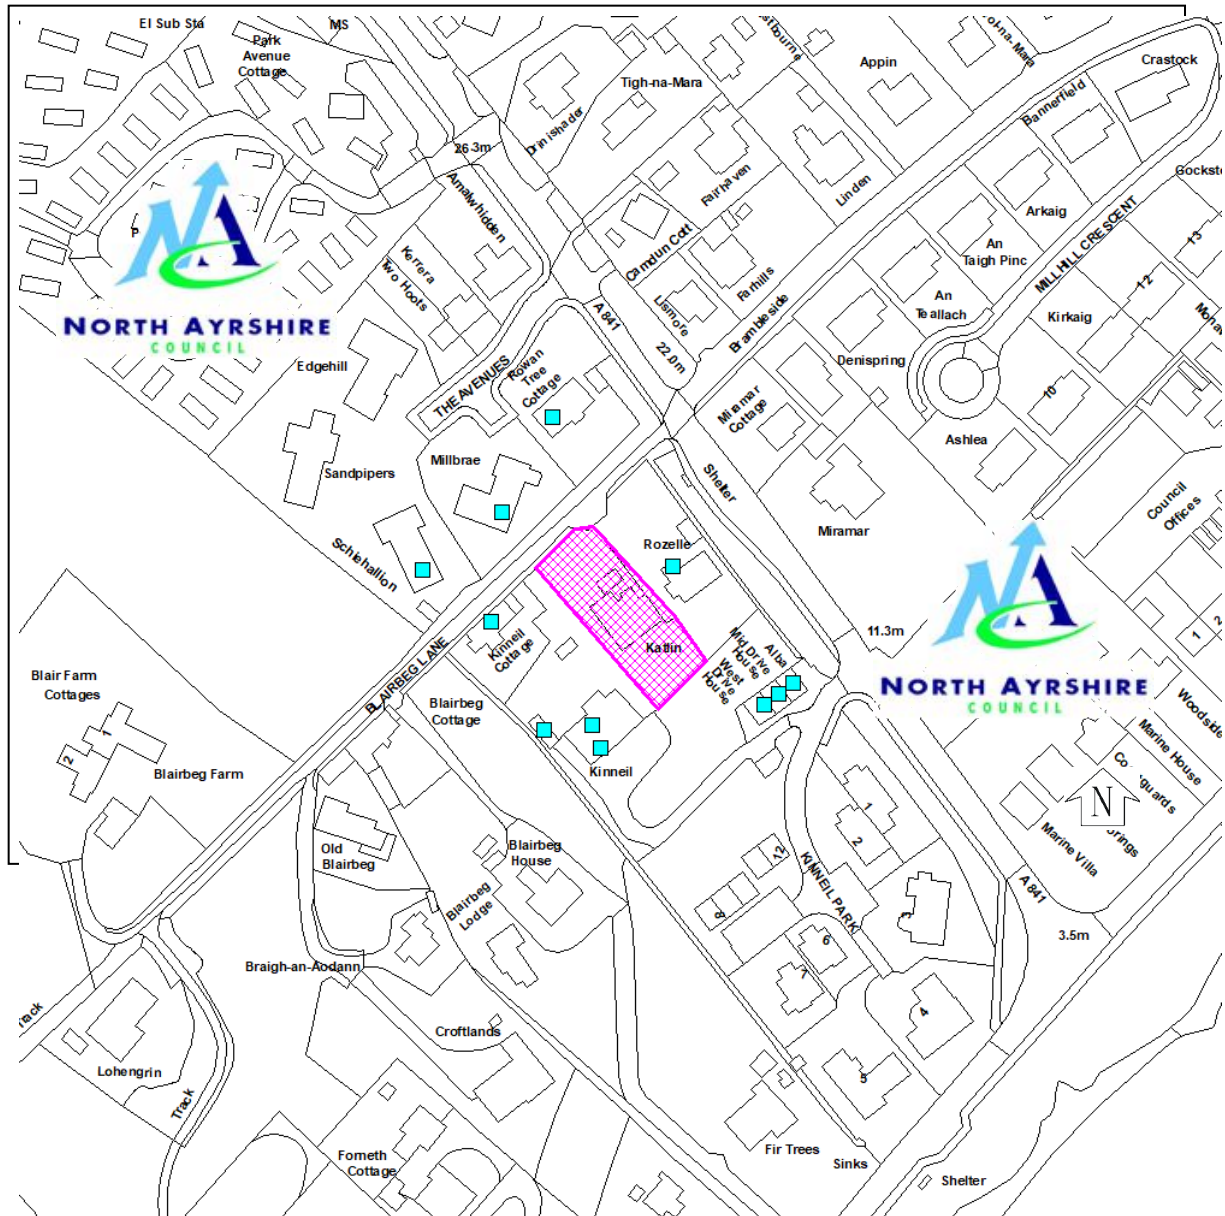 El Sub Sta
MS
Park
Avenue
Cottage
Drinishader
Tigh-na-Mara
Appin
Crastock
Bannerfield
26.3m
Amalwhidden
Fairhaven
Linden
Arkaig
An
Taigh Pinc
MILLHILL CRESCENT
13
12
Kerrera
Two Hoots
Camdun Cott
Lismore
Farhills
Brambleside
An
Teallach
Kirkaig
A 841
22.0m
NORTH AYRSHIRE
COUNCIL
Edgehill
THE AVENUES
Rowan
Tree
Cottage
Denispring
Miramar
Cottage
10
Ashlea
Sandpipers
Millbrae
Shelter
Miramar
Council
Offices
Schiehallion
Rozelle
Kinneil
Cottage
Katlin
Mid Drive
House
Alba
West
Drive
House
11.3m
NORTH AYRSHIRE
COUNCIL
1
2
Woodside
Marine House
Blair Farm
Cottages
1
2
BLAIRBEG LANE
Blairbeg
Cottage
Blairbeg Farm
Kinneil
N
Marine Villa
Old
Blairbeg
Blairbeg
House
Blairbeg
Lodge
1
2
12
8
KINNEIL PARK
3
A 841
3.5m
6
7
4
5
Braigh-an-Aodann
Croftlands
Lohengrin
Track
Forneth
Cottage
Fir Trees
Sinks
Shelter